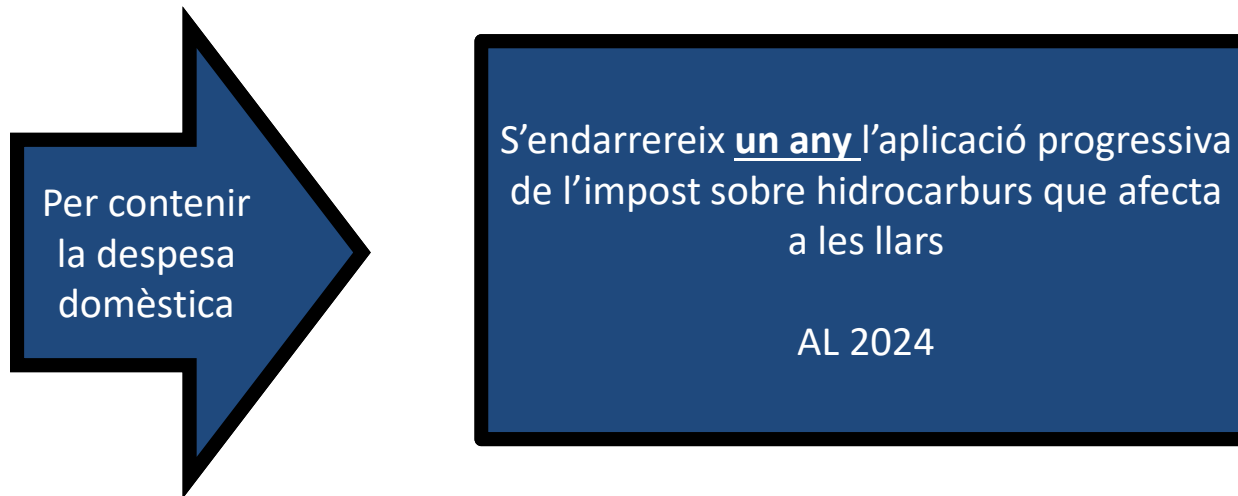 Per contenir
la despesa
domèstica
S’endarrereix un any l’aplicació progressiva
de l’impost sobre hidrocarburs que afecta
a les llars
AL 2024